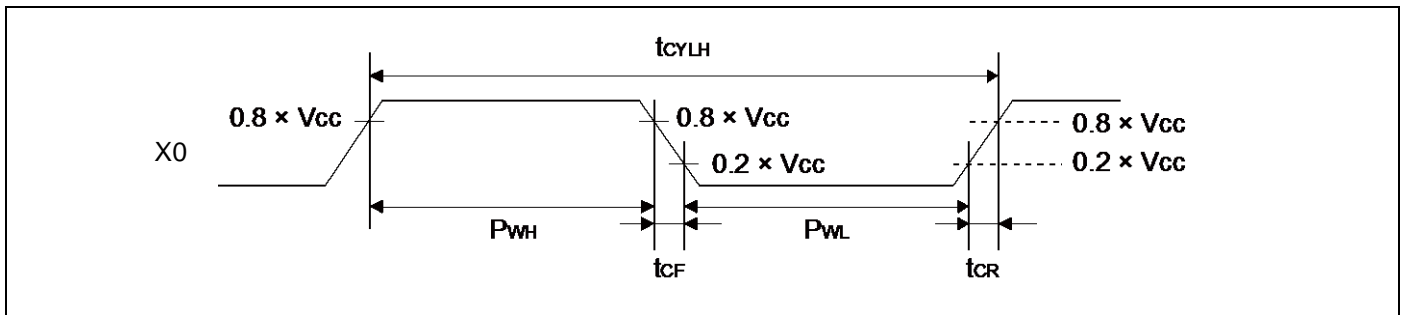 tCYLH
0.8 × Vcc
0.8 × Vcc
0.8 × Vcc
X0
0.2 × Vcc
0.2 × Vcc
PWH
PWL
tCF
tCR